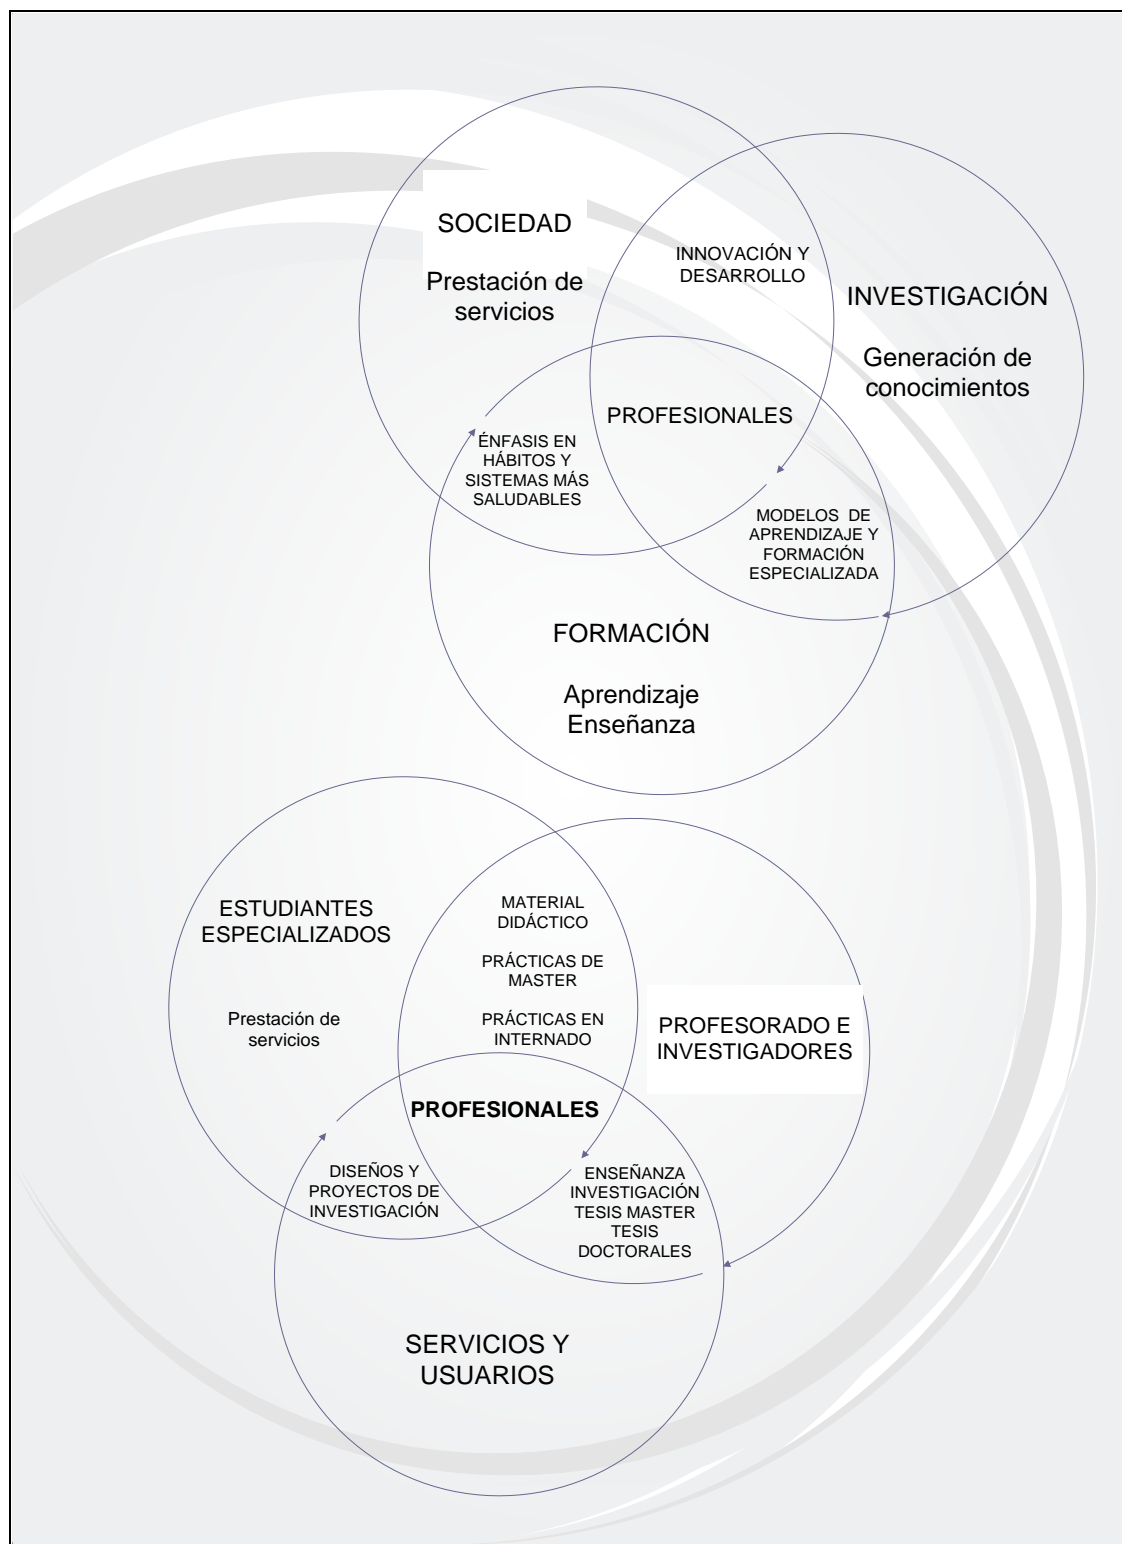 SOCIEDAD
Prestación de
servicios
INNOVACIÓN Y
DESARROLLO
INVESTIGACIÓN
Generación de
conocimientos
PROFESIONALES
ÉNFASIS EN
HÁBITOS Y
SISTEMAS MÁS
SALUDABLES
MODELOS DE
APRENDIZAJE Y
FORMACIÓN
ESPECIALIZADA
FORMACIÓN
Aprendizaje
Enseñanza
ESTUDIANTES
ESPECIALIZADOS
Prestación de
servicios
MATERIAL
DIDÁCTICO
PRÁCTICAS DE
MASTER
PRÁCTICAS EN
INTERNADO
PROFESORADO E
INVESTIGADORES
PROFESIONALES
DISEÑOS Y
PROYECTOS DE
INVESTIGACIÓN
ENSEÑANZA
INVESTIGACIÓN
TESIS MASTER
TESIS
DOCTORALES
SERVICIOS Y
USUARIOS